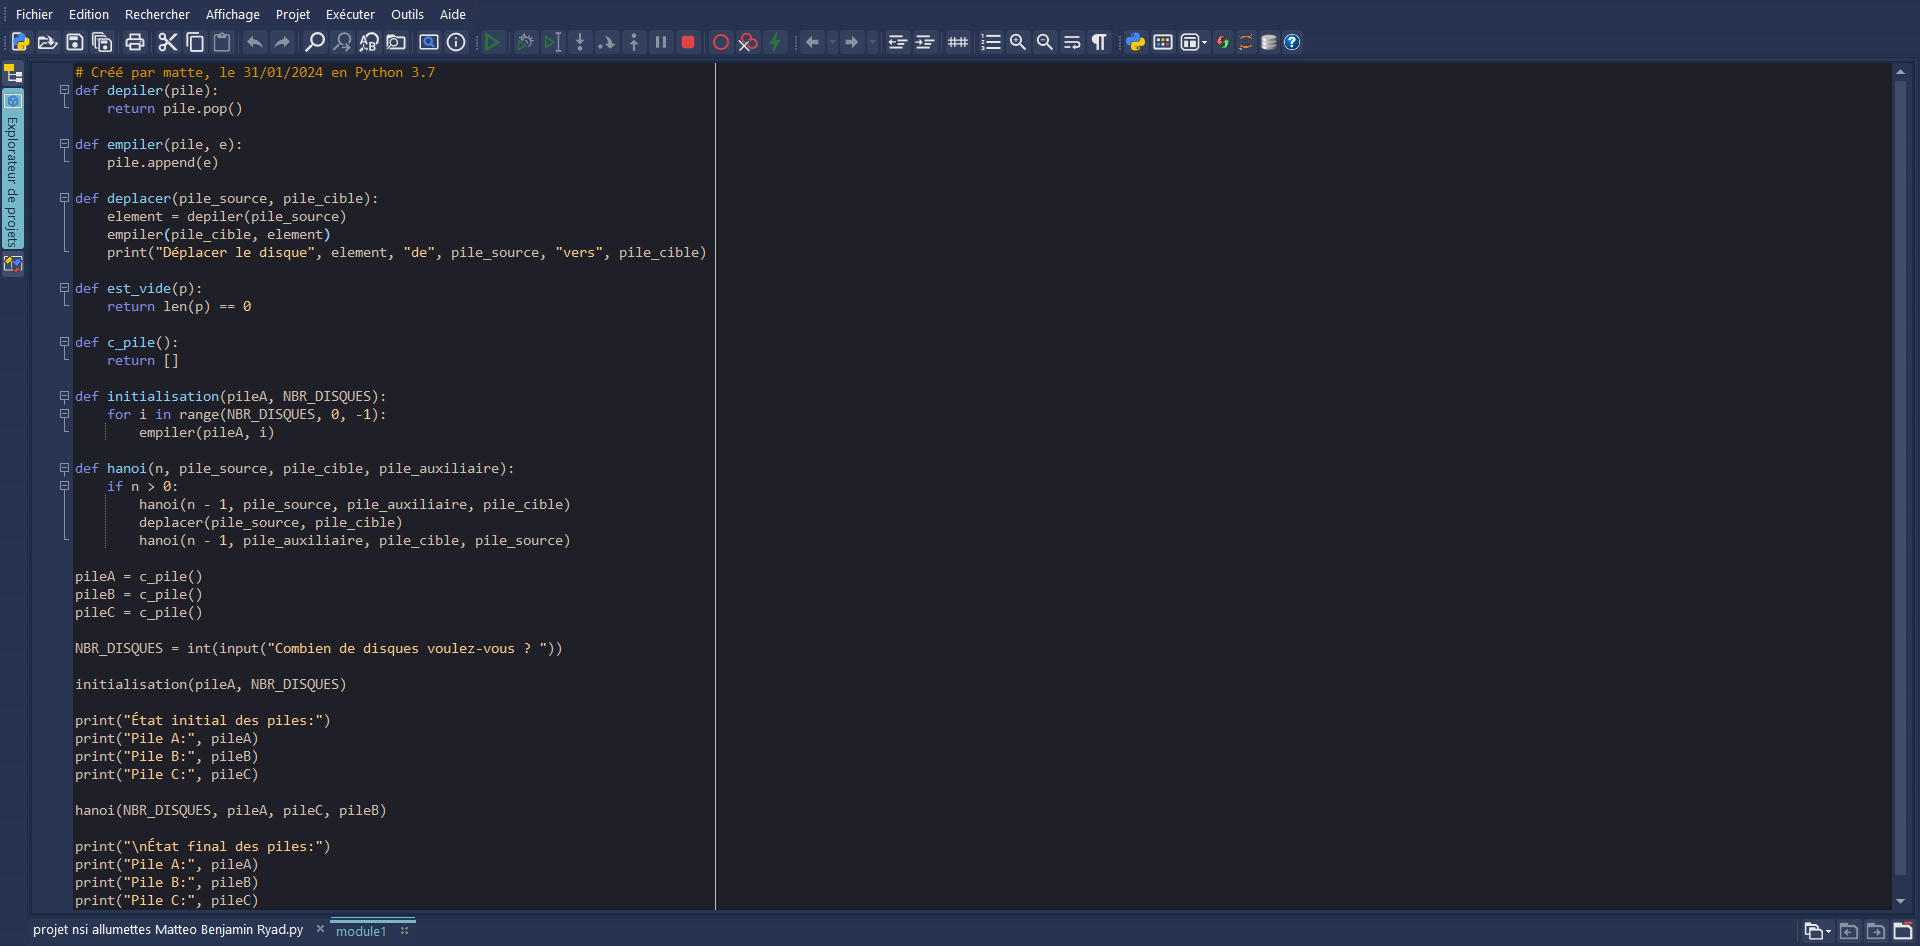 Fichier Edition Rechercher Affichage Projet Exécuter Outils Aide
Explorateur de projets
# Créé par matte, le 31/01/2024 en Python 3.7
def depiler(pile):
    return pile.pop()

def empiler(pile, e):
    pile.append(e)

def deplacer(pile_source, pile_cible):
    element = depiler(pile_source)
    empiler(pile_cible, element)
    print("Déplacer le disque", element, "de", pile_source, "vers", pile_cible)

def est_vide(p):
    return len(p) == 0

def c_pile():
    return []

def initialisation(pileA, NBR_DISQUES):
    for i in range(NBR_DISQUES, 0, -1):
        empiler(pileA, i)

def hanoi(n, pile_source, pile_cible, pile_auxiliaire):
    if n > 0:
        hanoi(n - 1, pile_source, pile_auxiliaire, pile_cible)
        deplacer(pile_source, pile_cible)
        hanoi(n - 1, pile_auxiliaire, pile_cible, pile_source)

pileA = c_pile()
pileB = c_pile()
pileC = c_pile()

NBR_DISQUES = int(input("Combien de disques voulez-vous ? "))

initialisation(pileA, NBR_DISQUES)

print("État initial des piles:")
print("Pile A:", pileA)
print("Pile B:", pileB)
print("Pile C:", pileC)

hanoi(NBR_DISQUES, pileA, pileC, pileB)

print("\nÉtat final des piles:")
print("Pile A:", pileA)
print("Pile B:", pileB)
print("Pile C:", pileC)
projet nsi allumettes Matteo Benjamin Ryad.py module1